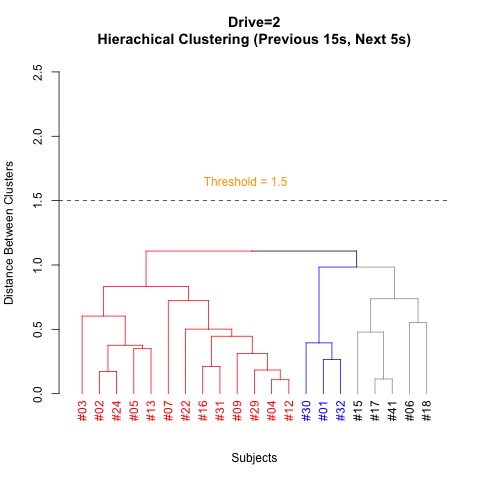 Drive=2
Hierachical Clustering (Previous 15s, Next 5s)
Distance Between Clusters
2.5
2.0
1.5
1.0
0.5
0.0
Threshold = 1.5
#03 #02 #24 #05 #13 #07 #22 #16 #31 #09 #29 #04 #12 #30 #01 #32 #15 #17 #41 #06 #18
Subjects